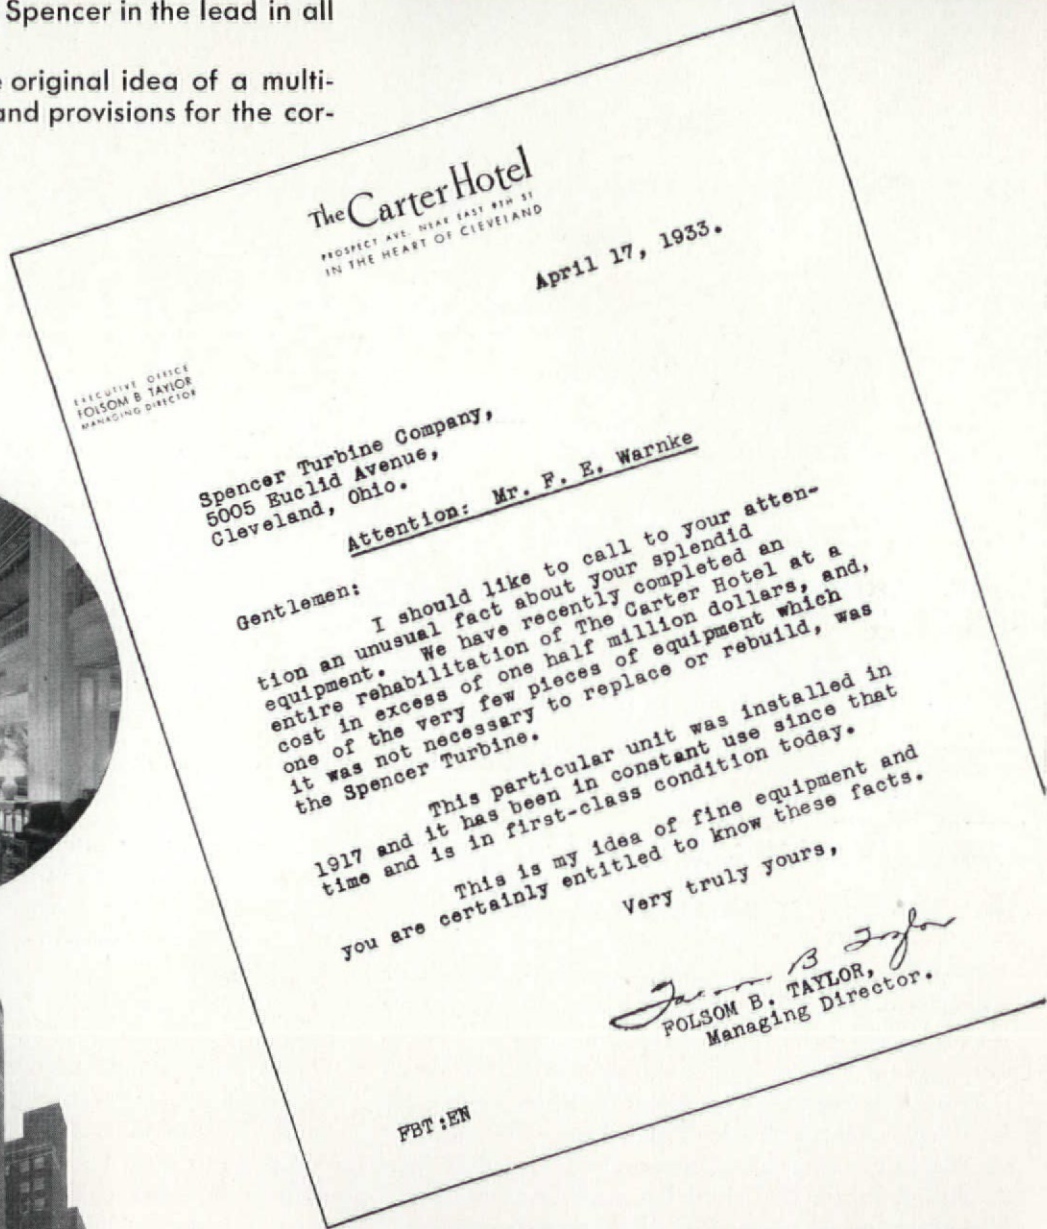 Spencer in the lead in all
original idea of a multi-
and provisions for the cor-
The Carter Hotel
PROSPECT AVE. NEAR EAST 9TH ST
IN THE HEART OF CLEVELAND
April 17, 1933.
EXECUTIVE OFFICE
FOLSOM B TAYLOR
MANAGING DIRECTOR
Spencer Turbine Company,
5005 Euclid Avenue,
Cleveland, Ohio.
Attention: Mr. F. E. Warnke
Gentlemen:
I should like to call to your atten-
tion an unusual fact about your splendid
equipment. We have recently completed an
entire rehabilitation of The Carter Hotel at a
cost in excess of one half million dollars, and,
one of the very few pieces of equipment which
it was not necessary to replace or rebuild, was
the Spencer Turbine.
This particular unit was installed in
1917 and it has been in constant use since that
time and is in first-class condition today.
This is my idea of fine equipment and
you are certainly entitled to know these facts.
Very truly yours,
Folsom B Taylor
FOLSOM B. TAYLOR,
Managing Director.
FBT:EN